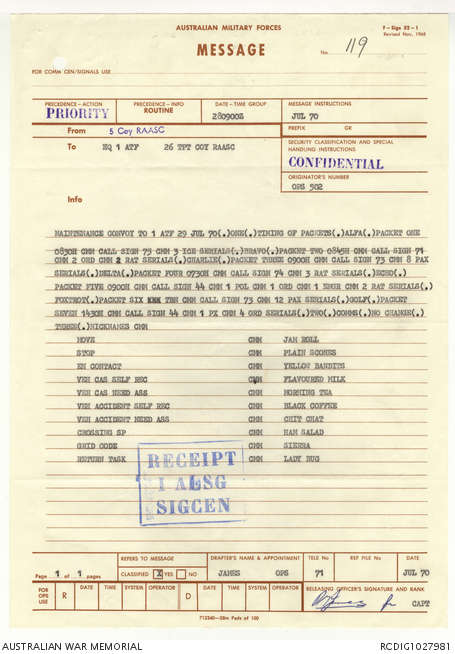 AUSTRALIAN MILITARY FORCES
F-Sig 52-1
Revised Nov, 1968
MESSAGE
No. 119
FOR COMM CEN/SIGNALS USE
PRECEDENCE-ACTION
PRIORITY
PRECEDENCE-INFO
ROUTINE
DATE-TIME GROUP
280900Z
MESSAGE INSTRUCTIONS
JUL 70
From 5 Coy RAASC
PREFIX GR
To HQ 1 ATF 26 TPT COY RAASC
SECURITY CLASSIFICATION AND SPECIAL
HANDLING INSTRUCTIONS
CONFIDENTIAL
ORIGINATOR'S NUMBER
OPS 502
Info
MAINTENANCE CONVOY TO 1 ATF 29 JUL 70(.)ONE(.)TIMING OF PACKETS(.)ALFA(.)PACKET ONE
0830H CMM CALL SIGN 75 CMM 3 ICE SERIALS(.)BRAVO(.)PACKET TWO 0845H CMM CALL SIGN 71
CMM 2 ORD CMM 2 RAT SERIALS(.)CHARLIE(.)PACKET THREE 0900H CMM CALL SIGN 73 CMM 8 PAX
SERIALS(.)DELTA(.)PACKET FOUR 0730H CMM CALL SIGN 74 CMM 3 RAT SERIALS(.)ECHO(.)
PACKET FIVE 0900H CMM CALL SIGN 44 CMM 1 POL CMM 1 ORD CMM 1 ENGR CMM 2 RAT SERIALS(.)
FOXTROT(.)PACKET SIX TBN CMM CALL SIGN 73 CMM 12 PAX SERIALS(.)GOLF(.)PACKET
SEVEN 1430H CMM CALL SIGN 44 CMM 1 PX CMM 4 ORD SERIALS(.)TWO(.)COMMS(.)NO CHANGE(.)
THREE(.)NICKNAMES CMM
MOVE CMM JAM ROLL
STOP CMM PLAIN SCONES
EN CONTACT CMM YELLOW BANDITS
VEH CAS SELF REC CMM FLAVOURED MILK
VEH CAS NEED ASS CMM MORNING TEA
VEH ACCIDENT SELF REC CMM BLACK COFFEE
VEH ACCIDENT NEED ASS CMM CHIT CHAT
CROSSING SP CMM HAM SALAD
GRID CODE CMM SIERRA
RETURN TASK CMM LADY BUG
RECEIPT
1 ALSG
SIGCEN
Page 1 of 1 pages
REFERS TO MESSAGE
CLASSIFIED X YES NO
DRAFTER'S NAME & APPOINTMENT
JAMES OPS
TELE No
71
REF FILE No
DATE
JUL 70
FOR OPS USE
R DATE TIME SYSTEM OPERATOR D DATE TIME SYSTEM OPERATOR
RELEASING OFFICER'S SIGNATURE AND RANK
CAPT
712340-50m Pads of 100
AUSTRALIAN WAR MEMORIAL
RCDIG1027981